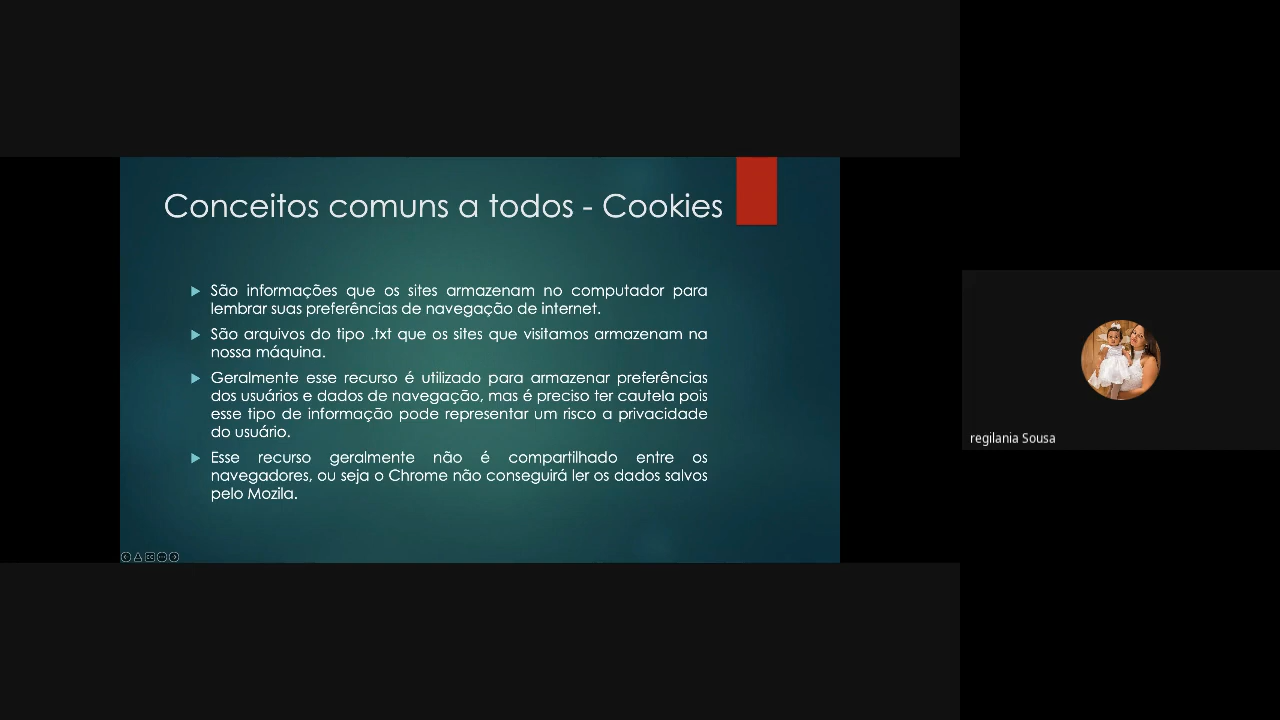 Conceitos comuns a todos - Cookies
São informações que os sites armazenam no computador para
lembrar suas preferências de navegação de internet.
São arquivos do tipo .txt que os sites que visitamos armazenam na
nossa máquina.
Geralmente esse recurso é utilizado para armazenar preferências
dos usuários e dados de navegação, mas é preciso ter cautela pois
esse tipo de informação pode representar um risco a privacidade
do usuário.
Esse recurso geralmente não é compartilhado entre os
navegadores, ou seja o Chrome não conseguirá ler os dados salvos
pelo Mozila.
regilania Sousa